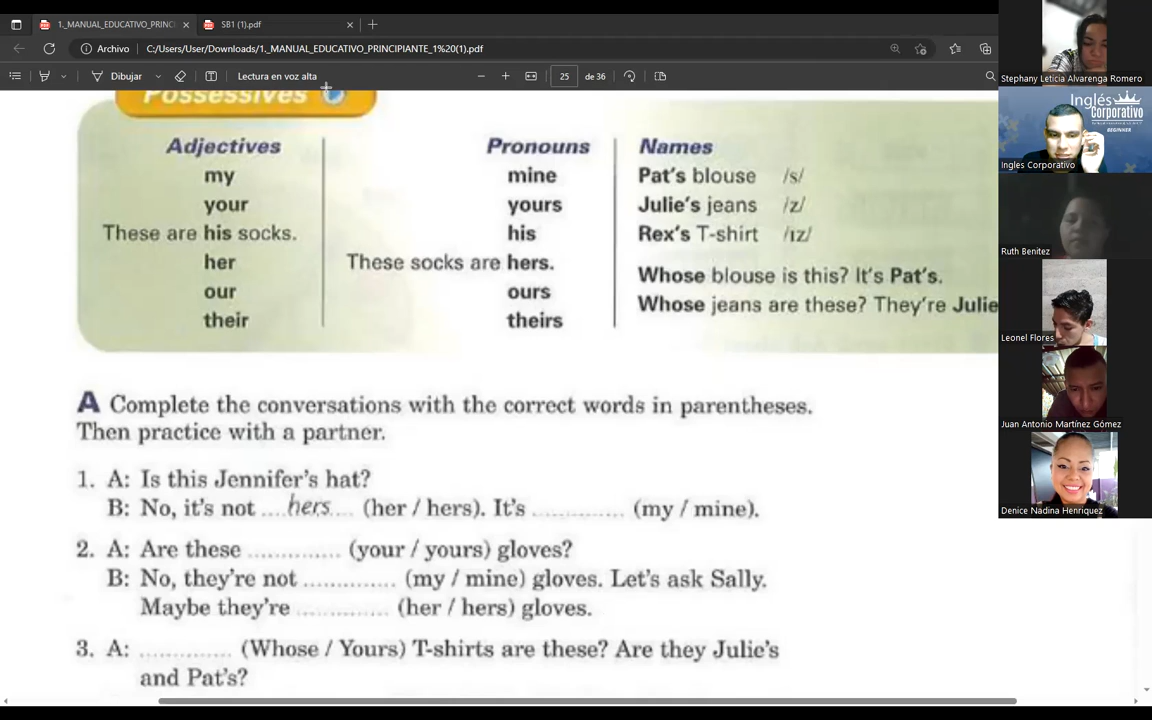 1._MANUAL_EDUCATIVO_PRINCI
SB1 (1).pdf
Archivo
C:/Users/User/Downloads/1._MANUAL_EDUCATIVO_PRINCIPIANTE_1%20(1).pdf
Dibujar
Lectura en voz alta
25 de 36
Possessives
Adjectives Pronouns Names
my mine Pat's blouse /s/
your yours Julie's jeans /z/
These are his socks. his Rex's T-shirt /ɪz/
her These socks are hers.
Whose blouse is this? It's Pat's.
our ours
Whose jeans are these? They're Julie
their theirs
A Complete the conversations with the correct words in parentheses.
Then practice with a partner.
1. A: Is this Jennifer's hat?
B: No, it's not ....hers.... (her / hers). It's .............. (my / mine).
2. A: Are these .............. (your / yours) gloves?
B: No, they're not .............. (my / mine) gloves. Let's ask Sally.
Maybe they're .............. (her / hers) gloves.
3. A: .............. (Whose / Yours) T-shirts are these? Are they Julie's
and Pat's?
Stephany Leticia Alvarenga Romero
Inglés
Corporativo
BEGINNER
Ingles Corporativo
Ruth Benitez
Leonel Flores
Juan Antonio Martínez Gómez
Denice Nadina Henriquez